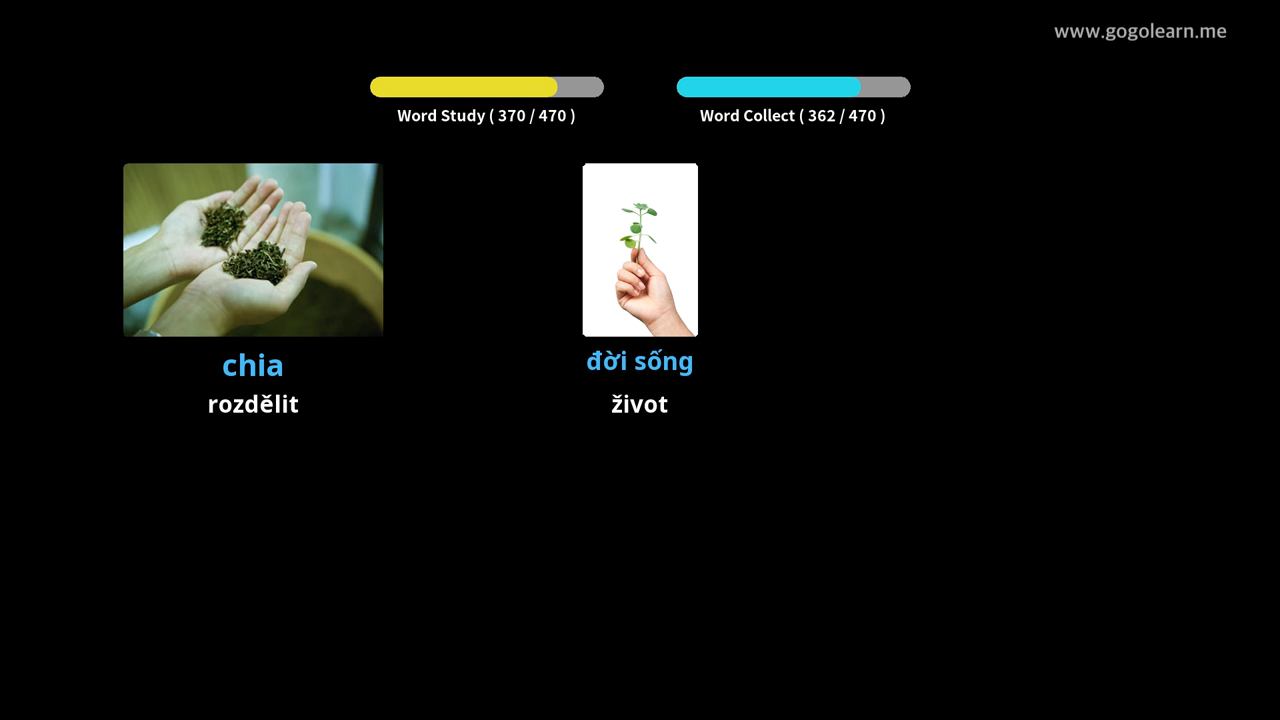 www.gogolearn.me
Word Study ( 370 / 470 )
Word Collect ( 362 / 470 )
chia
rozdělit
đời sống
život